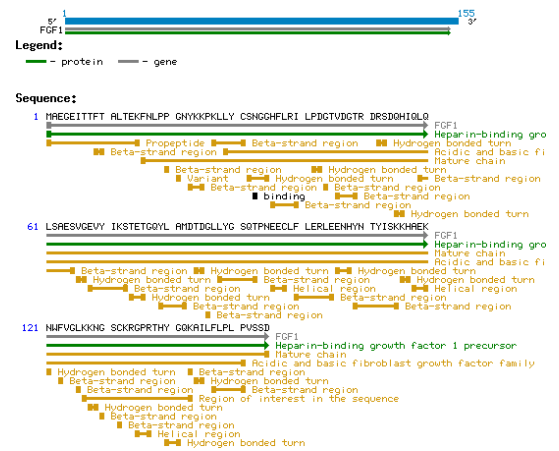 1 155
5' 3'
FGF1
Legend:
- protein - gene
Sequence:
1 MAEGEITTFT ALTEKFNLPP GNYKKPKLLY CSNGGHFLRI LPDGTVDGTR DRSDQHIQLQ
FGF1
Heparin-binding gro
Propeptide Beta-strand region Hydrogen bonded turn
Beta-strand region Acidic and basic fi
Mature chain
Beta-strand region Hydrogen bonded turn
Variant Hydrogen bonded turn Beta-strand region
Beta-strand region Beta-strand region
binding Beta-strand region
Beta-strand region
Hydrogen bonded turn
61 LSAESVGEVY IKSTETGQYL AMDTDGLLYG SQTPNEECLF LERLEENHYN TYISKKHAEK
FGF1
Heparin-binding gro
Mature chain
Acidic and basic fi
Beta-strand region Hydrogen bonded turn Beta-strand region
Hydrogen bonded turn Beta-strand region Hydrogen bonded turn
Beta-strand region Helical region Helical region
Hydrogen bonded turn Beta-strand region
Beta-strand region Beta-strand region
Beta-strand region
121 NWFVGLKKNG SCKRGPRTHY GQKAILFLPL PVSSD
FGF1
Heparin-binding growth factor 1 precursor
Mature chain
Acidic and basic fibroblast growth factor family
Hydrogen bonded turn Beta-strand region
Beta-strand region Hydrogen bonded turn
Beta-strand region Beta-strand region
Region of interest in the sequence
Hydrogen bonded turn
Beta-strand region
Beta-strand region
Helical region
Hydrogen bonded turn